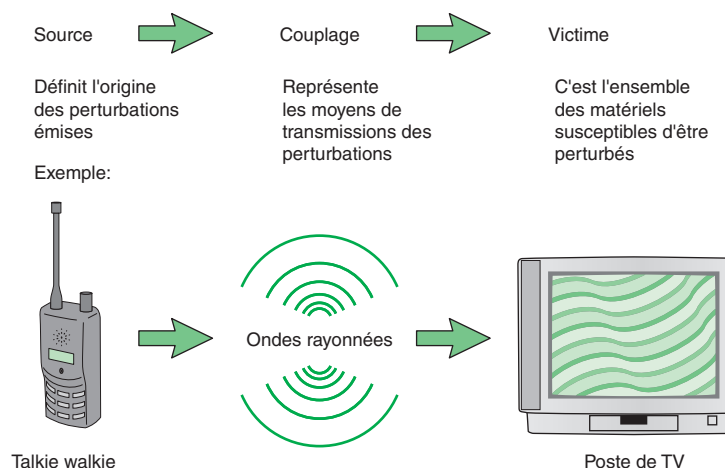 Source
Couplage
Victime
Définit l'origine
des perturbations
émises
Représente
les moyens de
transmissions des
perturbations
C'est l'ensemble
des matériels
susceptibles d'être
perturbés
Exemple:
Ondes rayonnées
Talkie walkie
Poste de TV